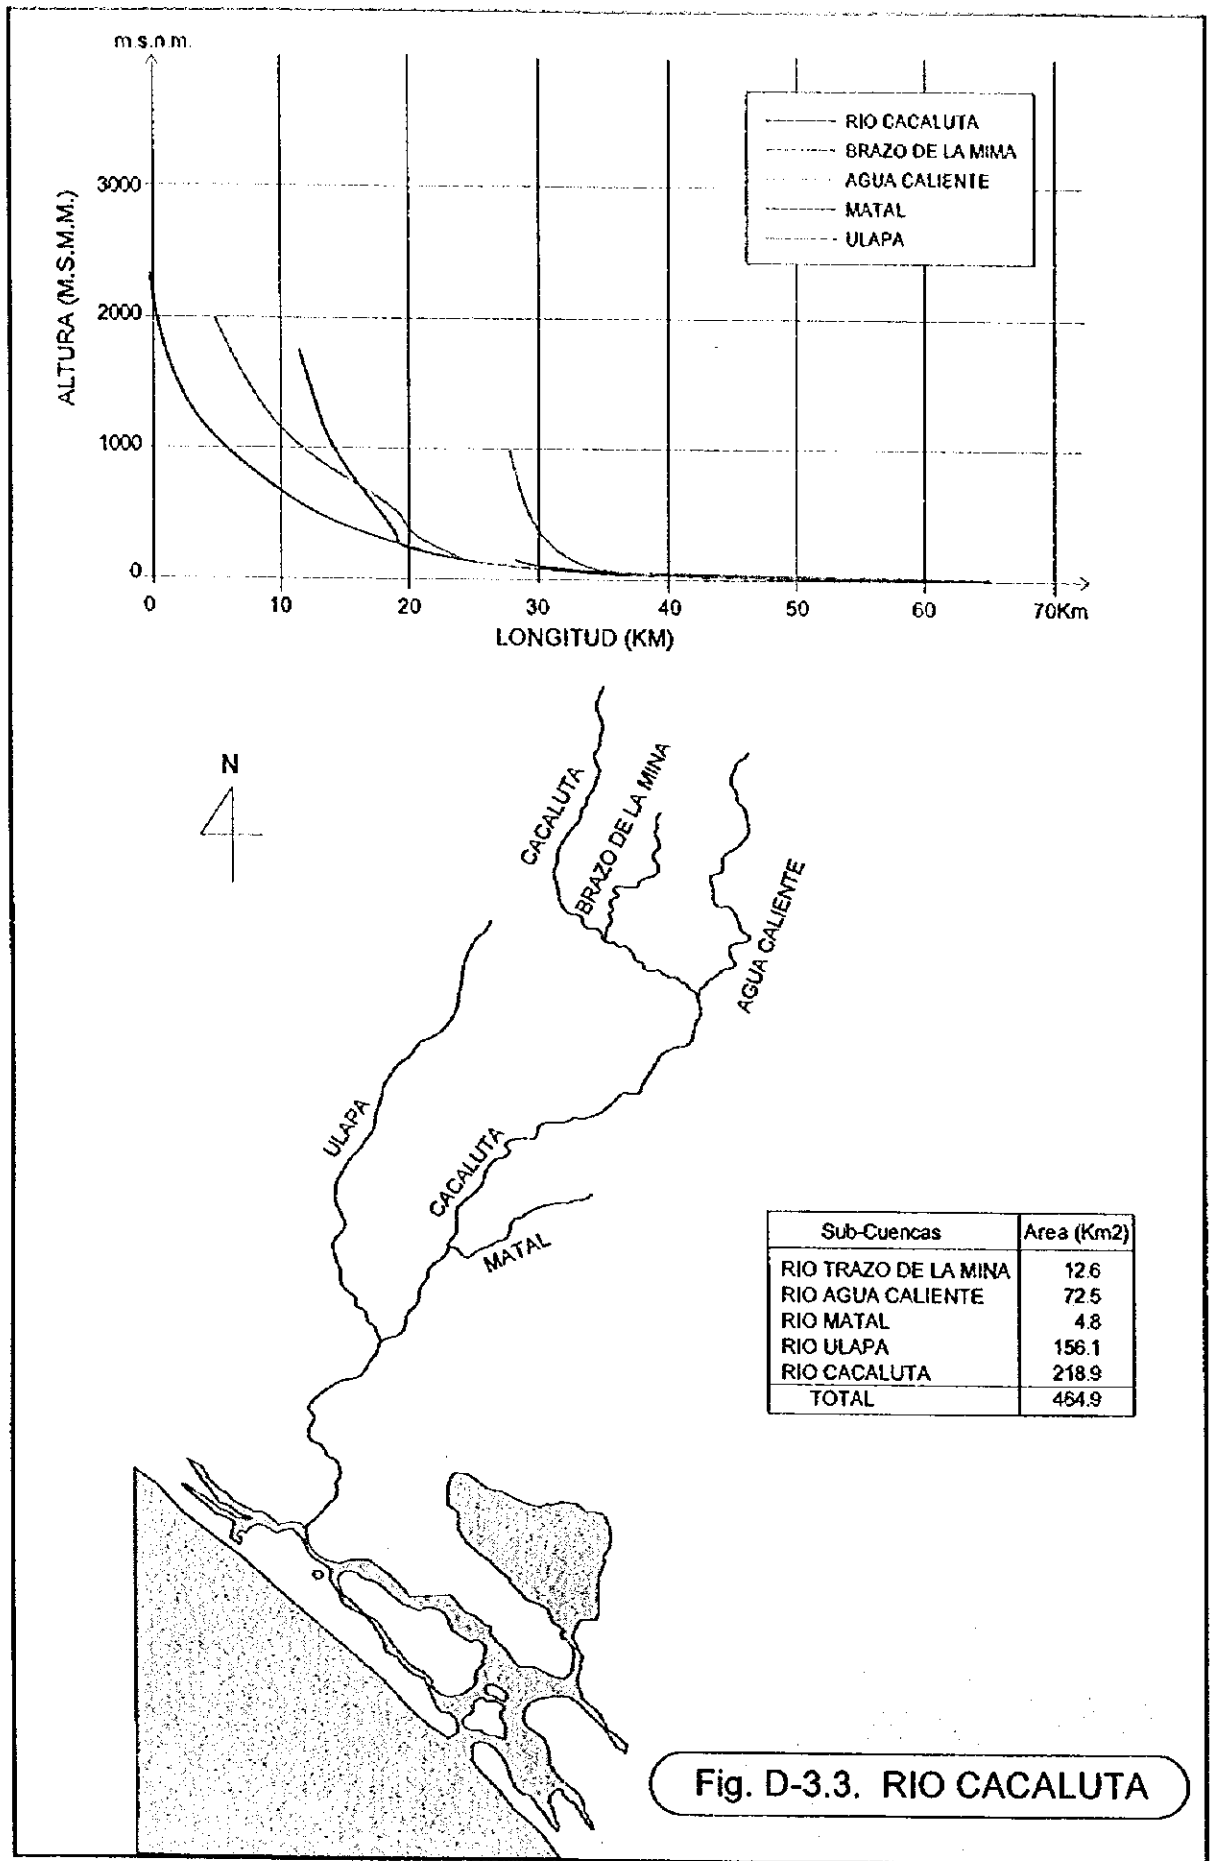 m.s.n.m.
ALTURA (M.S.M.M.)
3000
2000
1000
0
0 10 20 30 40 50 60 70Km
LONGITUD (KM)
RIO CACALUTA
BRAZO DE LA MIMA
AGUA CALIENTE
MATAL
ULAPA
N
CACALUTA
BRAZO DE LA MINA
AGUA CALIENTE
ULAPA
CACALUTA
MATAL
Sub-Cuencas Area (Km2)
RIO TRAZO DE LA MINA 12.6
RIO AGUA CALIENTE 72.5
RIO MATAL 4.8
RIO ULAPA 156.1
RIO CACALUTA 218.9
TOTAL 464.9
Fig. D-3.3. RIO CACALUTA